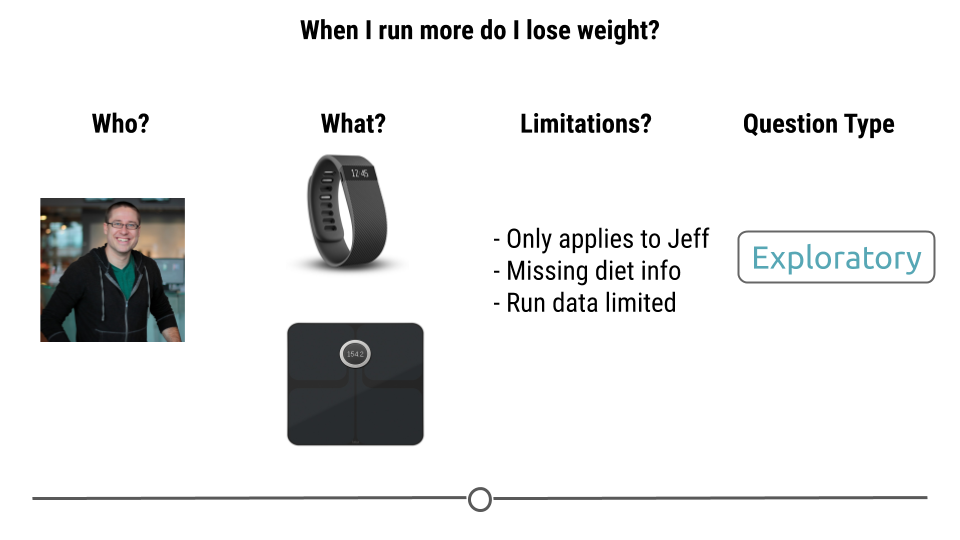 When I run more do I lose weight?
Who?
What?
Limitations?
Question Type
12:45
- Only applies to Jeff
- Missing diet info
- Run data limited
Exploratory
154.2